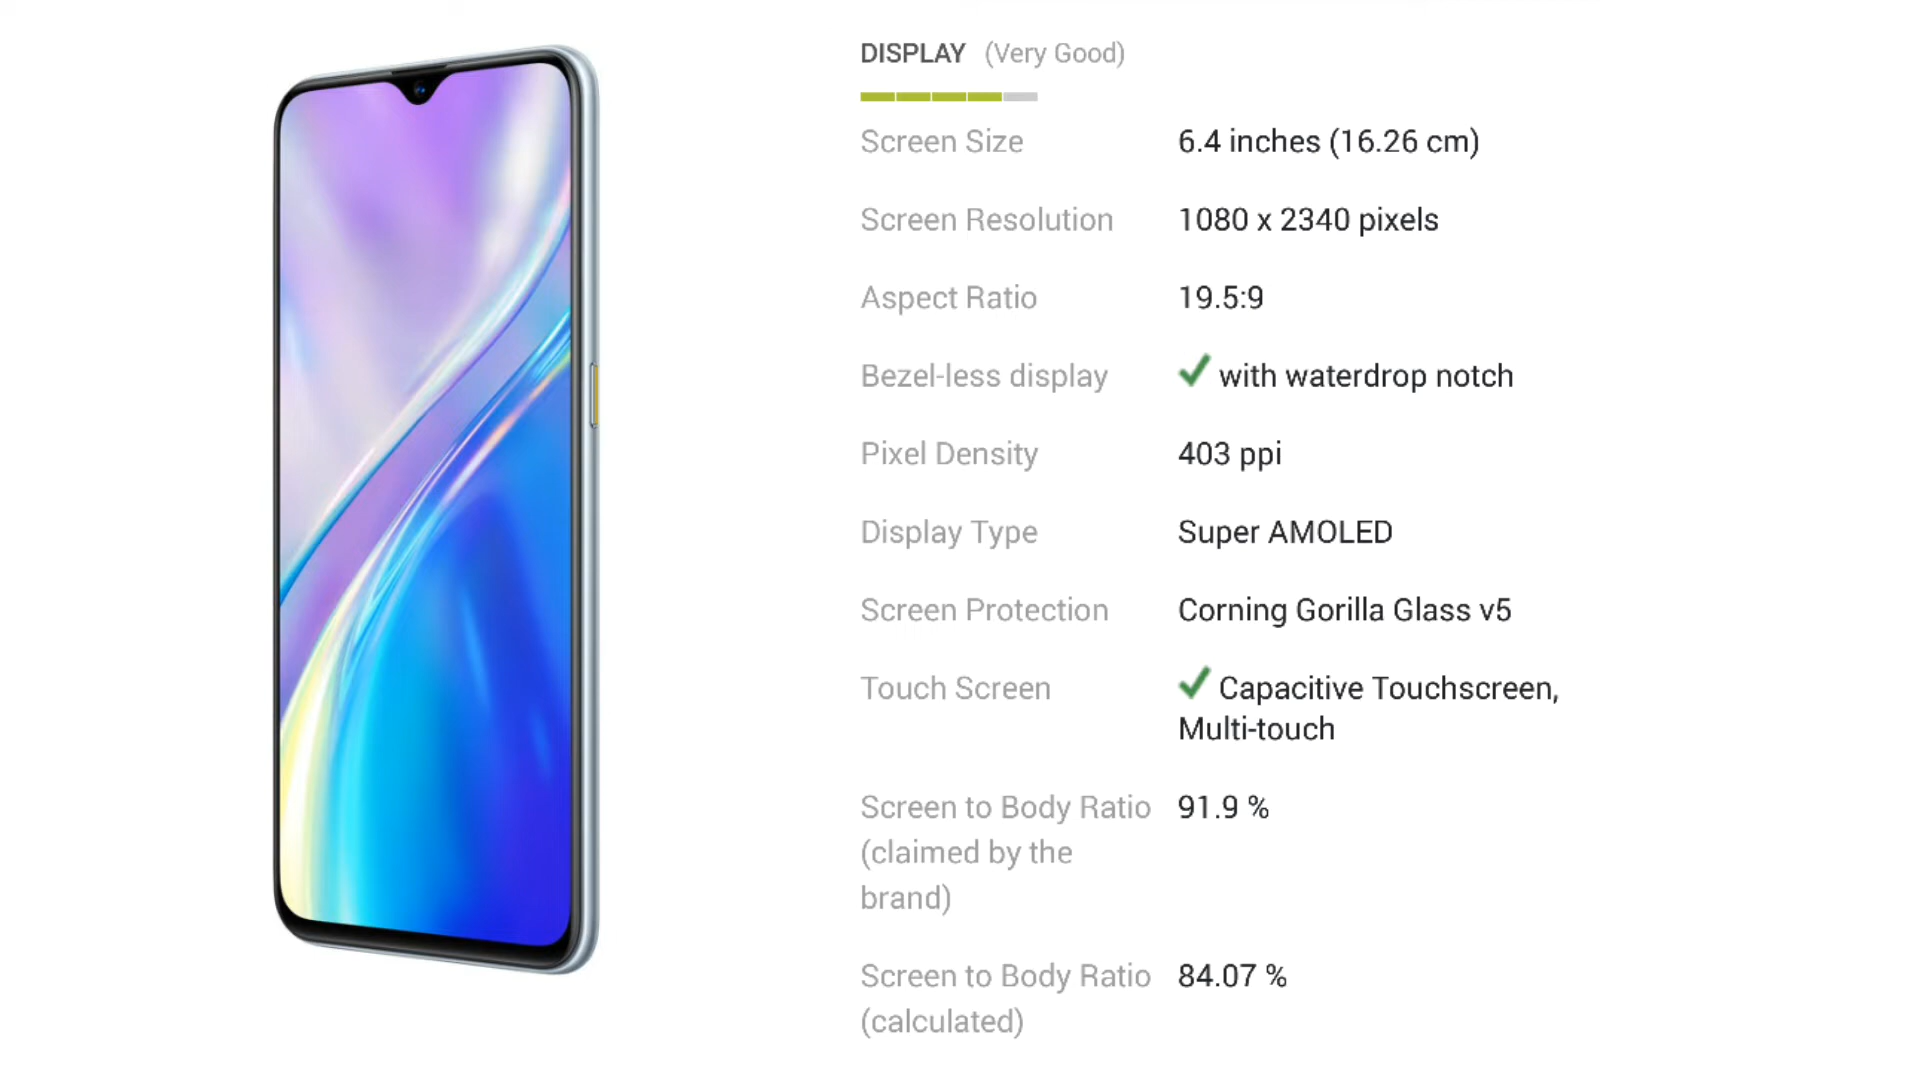 DISPLAY (Very Good)
Screen Size 6.4 inches (16.26 cm)
Screen Resolution 1080 x 2340 pixels
Aspect Ratio 19.5:9
Bezel-less display ✔ with waterdrop notch
Pixel Density 403 ppi
Display Type Super AMOLED
Screen Protection Corning Gorilla Glass v5
Touch Screen ✔ Capacitive Touchscreen,
Multi-touch
Screen to Body Ratio 91.9 %
(claimed by the
brand)
Screen to Body Ratio 84.07 %
(calculated)